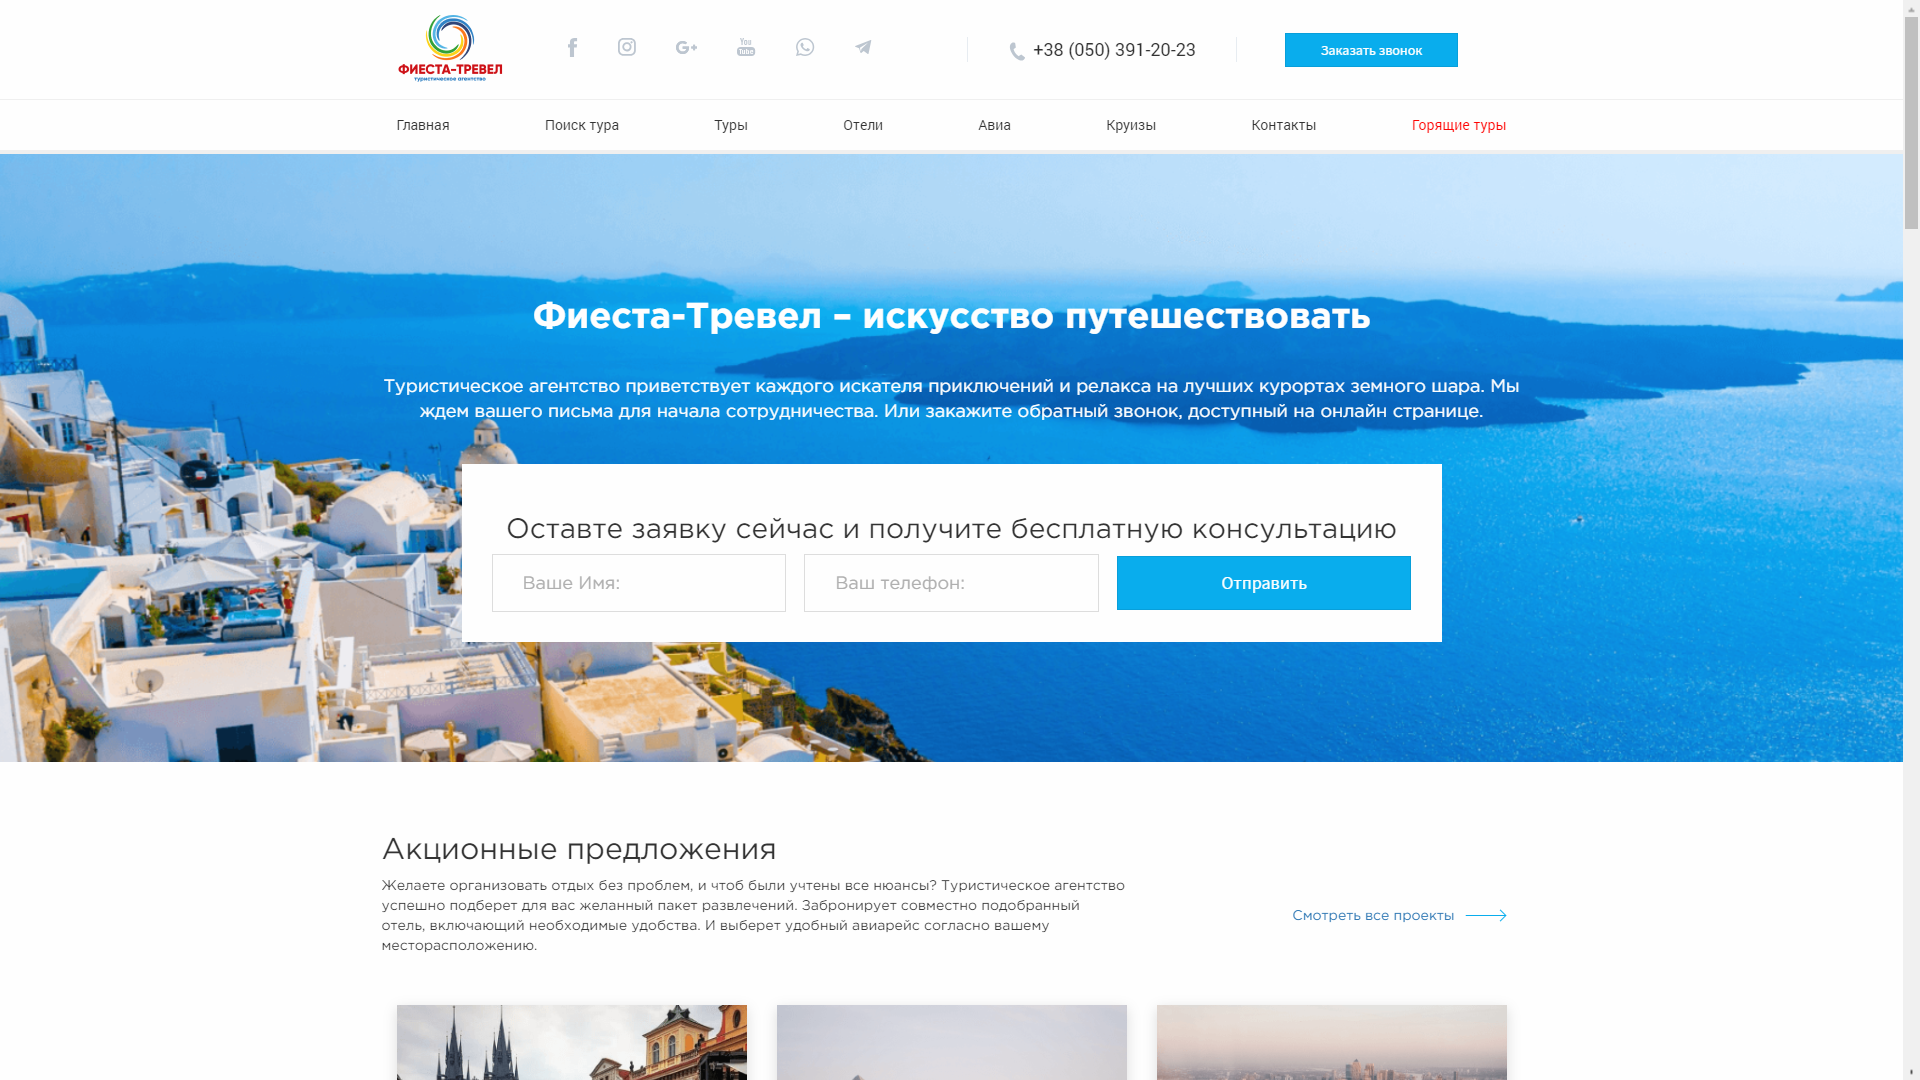 ФИЕСТА-ТРЕВЕЛ
туристическое агентство
You
Tube
G+
+38 (050) 391-20-23
Заказать звонок
Главная
Поиск тура
Туры
Отели
Авиа
Круизы
Контакты
Горящие туры
Фиеста-Тревел – искусство путешествовать
Туристическое агентство приветствует каждого искателя приключений и релакса на лучших курортах земного шара. Мы
ждем вашего письма для начала сотрудничества. Или закажите обратный звонок, доступный на онлайн странице.
Оставте заявку сейчас и получите бесплатную консультацию
Ваше Имя:
Ваш телефон:
Отправить
Акционные предложения
Желаете организовать отдых без проблем, и чтоб были учтены все нюансы? Туристическое агентство
успешно подберет для вас желанный пакет развлечений. Забронирует совместно подобранный
отель, включающий необходимые удобства. И выберет удобный авиарейс согласно вашему
месторасположению.
Смотреть все проекты